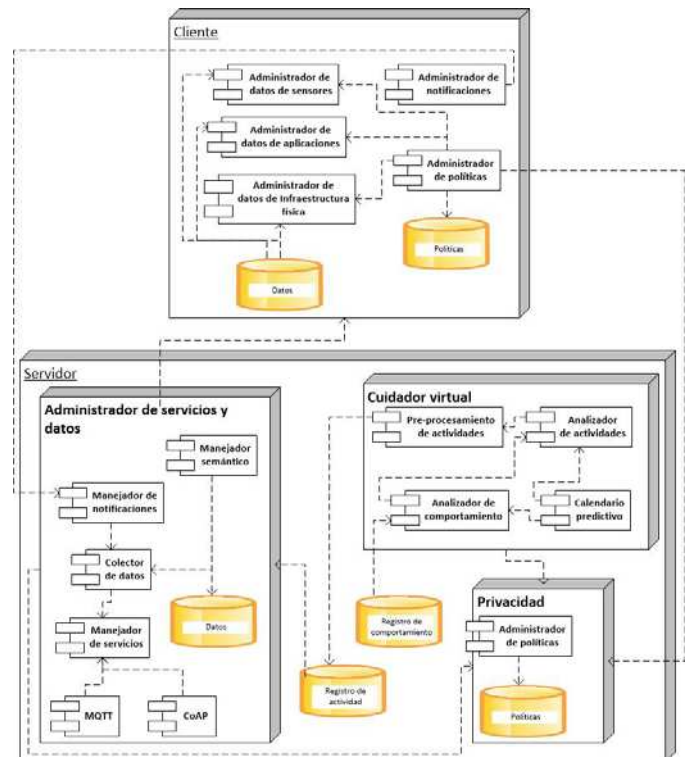 Cliente
Administrador de
datos de sensores
Administrador de
notificaciones
Administrador de
datos de aplicaciones
Administrador de
datos de Infraestructura
física
Administrador
de políticas
Datos
Políticas
Servidor
Administrador de servicios y
datos
Manejador
semántico
Manejador de
notificaciones
Colector
de datos
Manejador
de servicios
Datos
MQTT
CoAP
Cuidador virtual
Pre-procesamiento
de actividades
Analizador
de actividades
Analizador de
comportamiento
Calendario
predictivo
Registro de
comportamiento
Registro de
actividad
Privacidad
Administrador
de políticas
Políticas